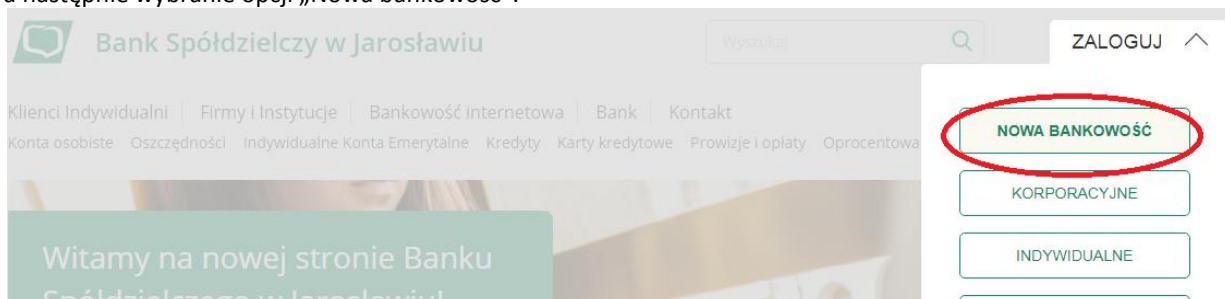 a następnie wybranie opcji „Nowa bankowość”.
Bank Spółdzielczy w Jarosławiu
Wyszukaj
ZALOGUJ
Klienci Indywidualni Firmy i Instytucje Bankowość internetowa Bank Kontakt
NOWA BANKOWOŚĆ
Konta osobiste Oszczędności Indywidualne Konta Emerytalne Kredyty Karty kredytowe Prowizje i opłaty Oprocentowa
KORPORACYJNE
Witamy na nowej stronie Banku
INDYWIDUALNE
Spółdzielczego w Jarosławiu!